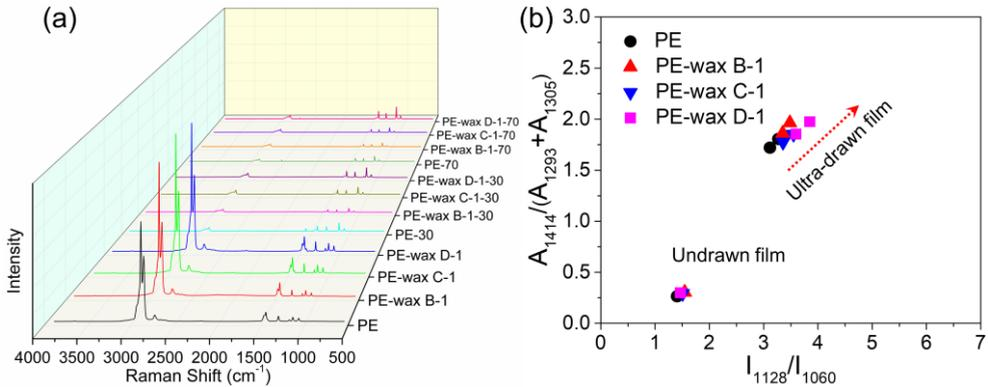 (a)
PE-wax D-1-70
PE-wax C-1-70
PE-wax B-1-70
PE-70
PE-wax D-1-30
PE-wax C-1-30
PE-wax B-1-30
PE-30
PE-wax D-1
PE-wax C-1
PE-wax B-1
PE
Intensity
4000 3500 3000 2500 2000 1500 1000 500
Raman Shift (cm⁻¹)
(b)
3.0
2.5
2.0
1.5
1.0
0.5
0.0
A₁₄₁₄/(A₁₂₉₃+A₁₃₀₅)
PE
PE-wax B-1
PE-wax C-1
PE-wax D-1
Ultra-drawn film
Undrawn film
0 1 2 3 4 5 6 7
I₁₁₂₈/I₁₀₆₀